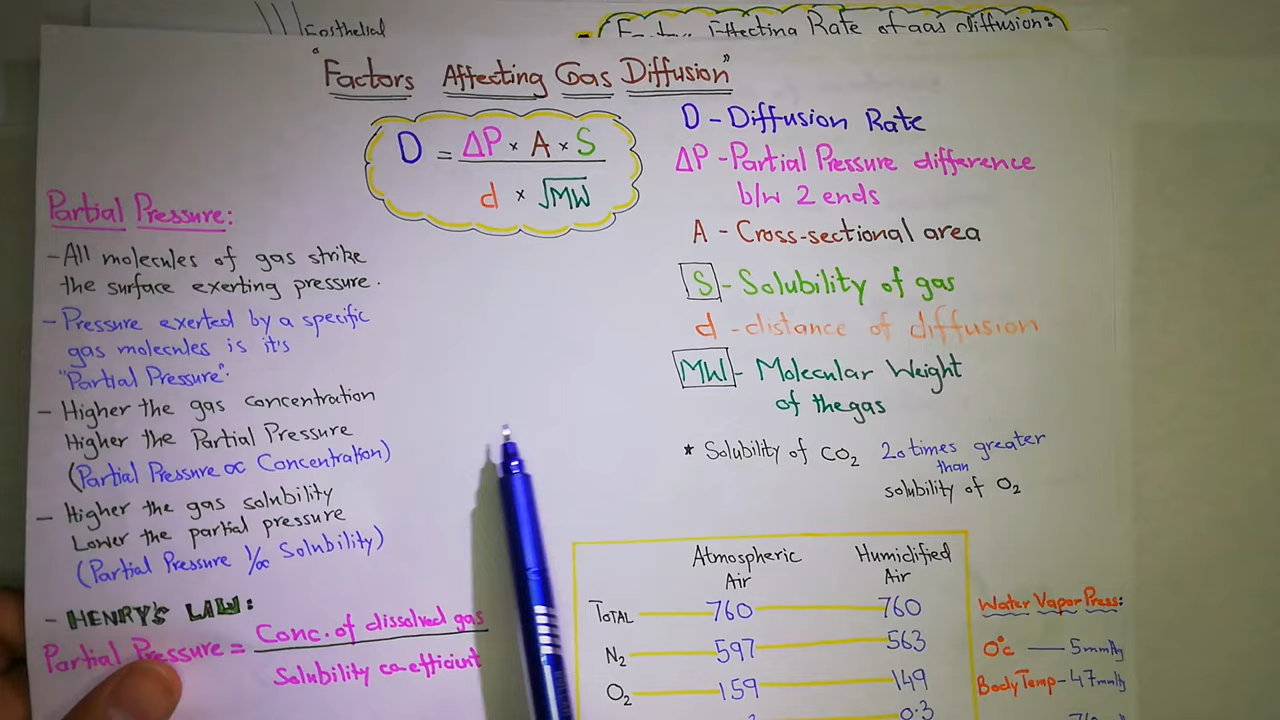 Epithelial
Effecting Rate of gas diffusion:
"Factors Affecting Gas Diffusion"
D = ΔP × A × S
d × √MW
D - Diffusion Rate
ΔP - Partial Pressure difference
b/w 2 ends
A - Cross-sectional area
S - Solubility of gas
d - distance of diffusion
MW - Molecular Weight
of the gas
* Solubility of CO₂ 20 times greater
than
solubility of O₂
Partial Pressure:
- All molecules of gas strike
the surface exerting pressure.
- Pressure exerted by a specific
gas molecules is it's
"Partial Pressure".
- Higher the gas concentration
Higher the Partial Pressure
(Partial Pressure ∝ Concentration)
- Higher the gas solubility
Lower the partial pressure
(Partial Pressure 1/∝ Solubility)
- HENRY'S LAW:
Partial Pressure = Conc. of dissolved gas
Solubility co-efficient
Atmospheric Humidified
Air Air
TOTAL 760 760
N₂ 597 563
O₂ 159 149
0.3
Water Vapor Press:
0°c — 5mmHg
Body Temp - 47mmHg